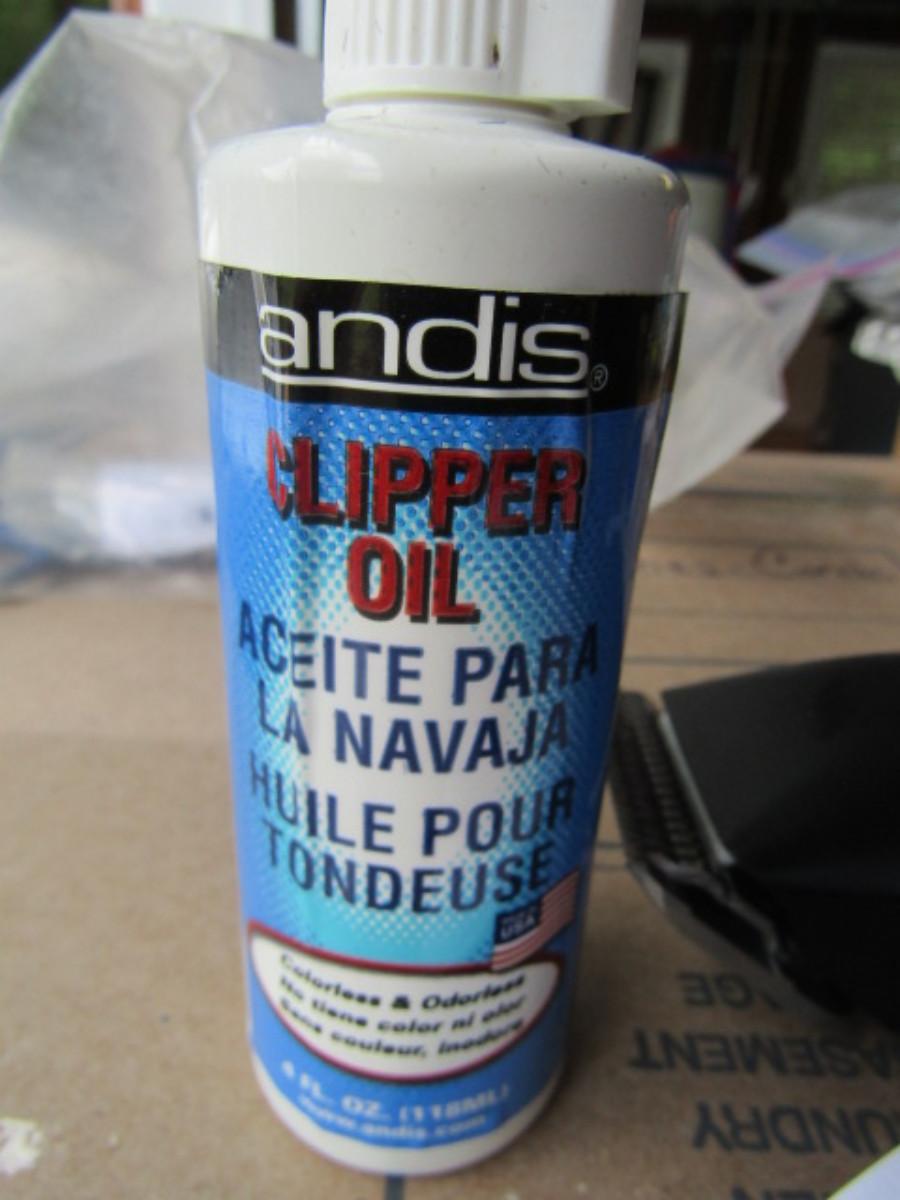 andis®
CLIPPER
OIL
ACEITE PARA
LA NAVAJA
HUILE POUR
TONDEUSE
USA
Colorless & Odorless
No tiene color ni olor
Sans couleur, inodore
4 FL. OZ. (118ML)
www.andis.com